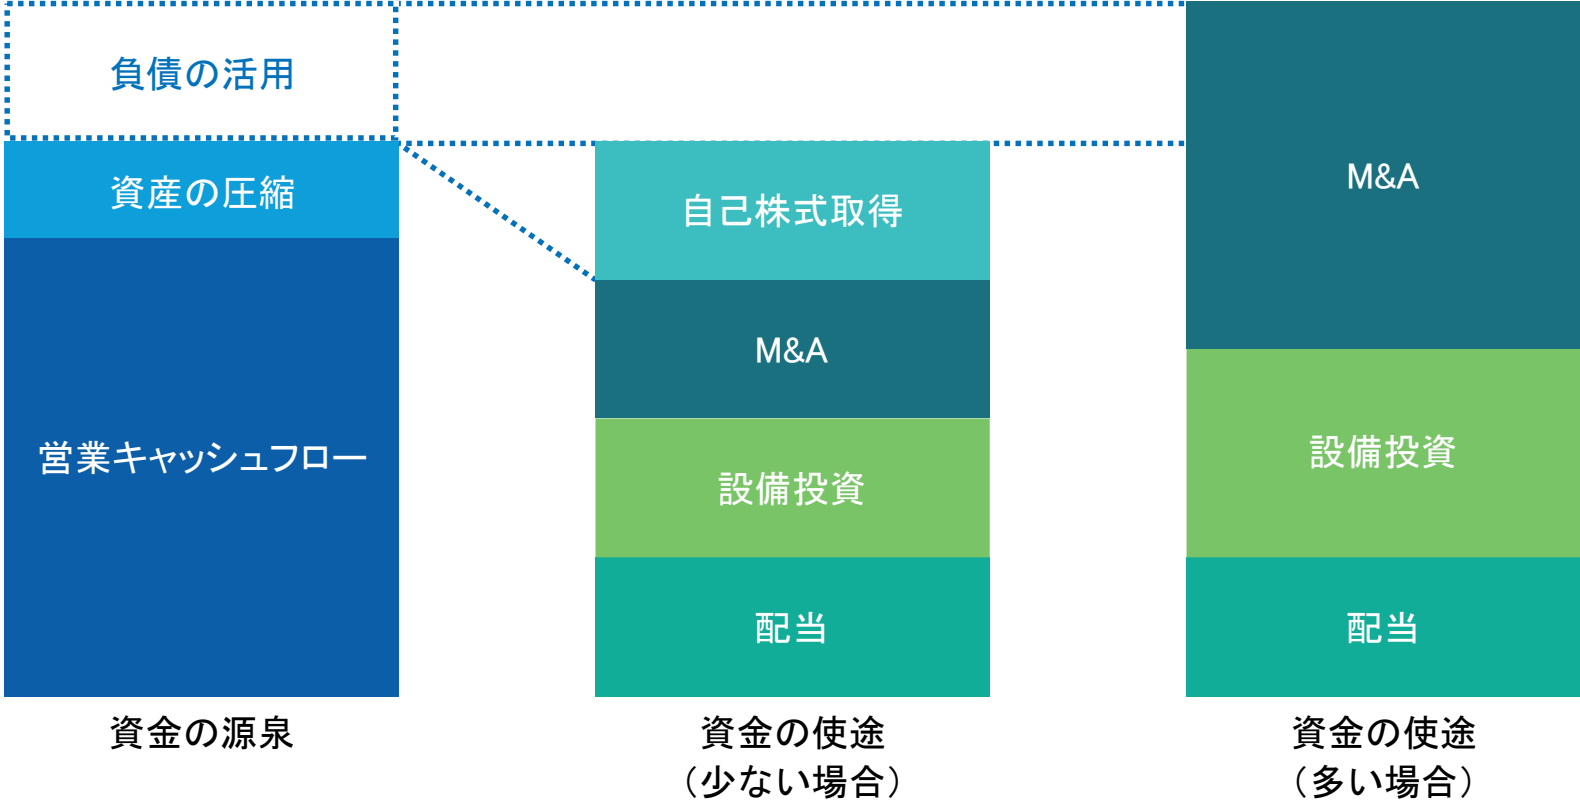 負債の活用
資産の圧縮
営業キャッシュフロー
資金の源泉
自己株式取得
M&A
設備投資
配当
資金の使途
（少ない場合）
M&A
設備投資
配当
資金の使途
（多い場合）